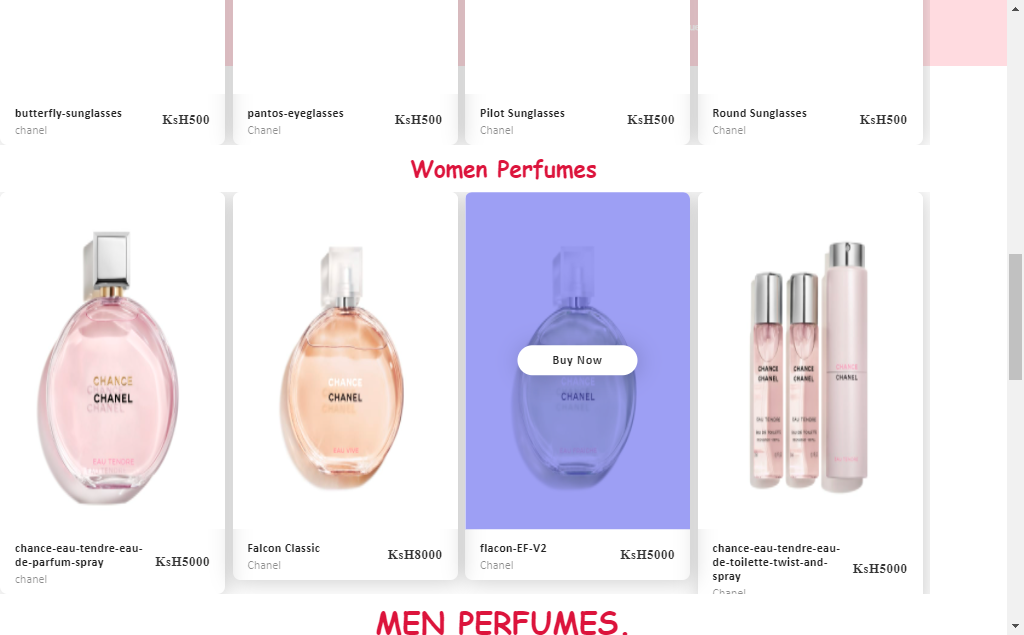 butterfly-sunglasses
chanel
KsH500
pantos-eyeglasses
Chanel
KsH500
Pilot Sunglasses
Chanel
KsH500
Round Sunglasses
Chanel
KsH500
Women Perfumes
CHANCE
CHANEL
EAU TENDRE
CHANCE
CHANEL
EAU VIVE
Buy Now
CHANEL
CHANCE
CHANEL
EAU TENDRE
CHANCE
CHANEL
EAU TENDRE
CHANCE
CHANEL
chance-eau-tendre-eau-
de-parfum-spray
chanel
KsH5000
Falcon Classic
Chanel
KsH8000
flacon-EF-V2
Chanel
KsH5000
chance-eau-tendre-eau-
de-toilette-twist-and-
spray
Chanel
KsH5000
MEN PERFUMES.